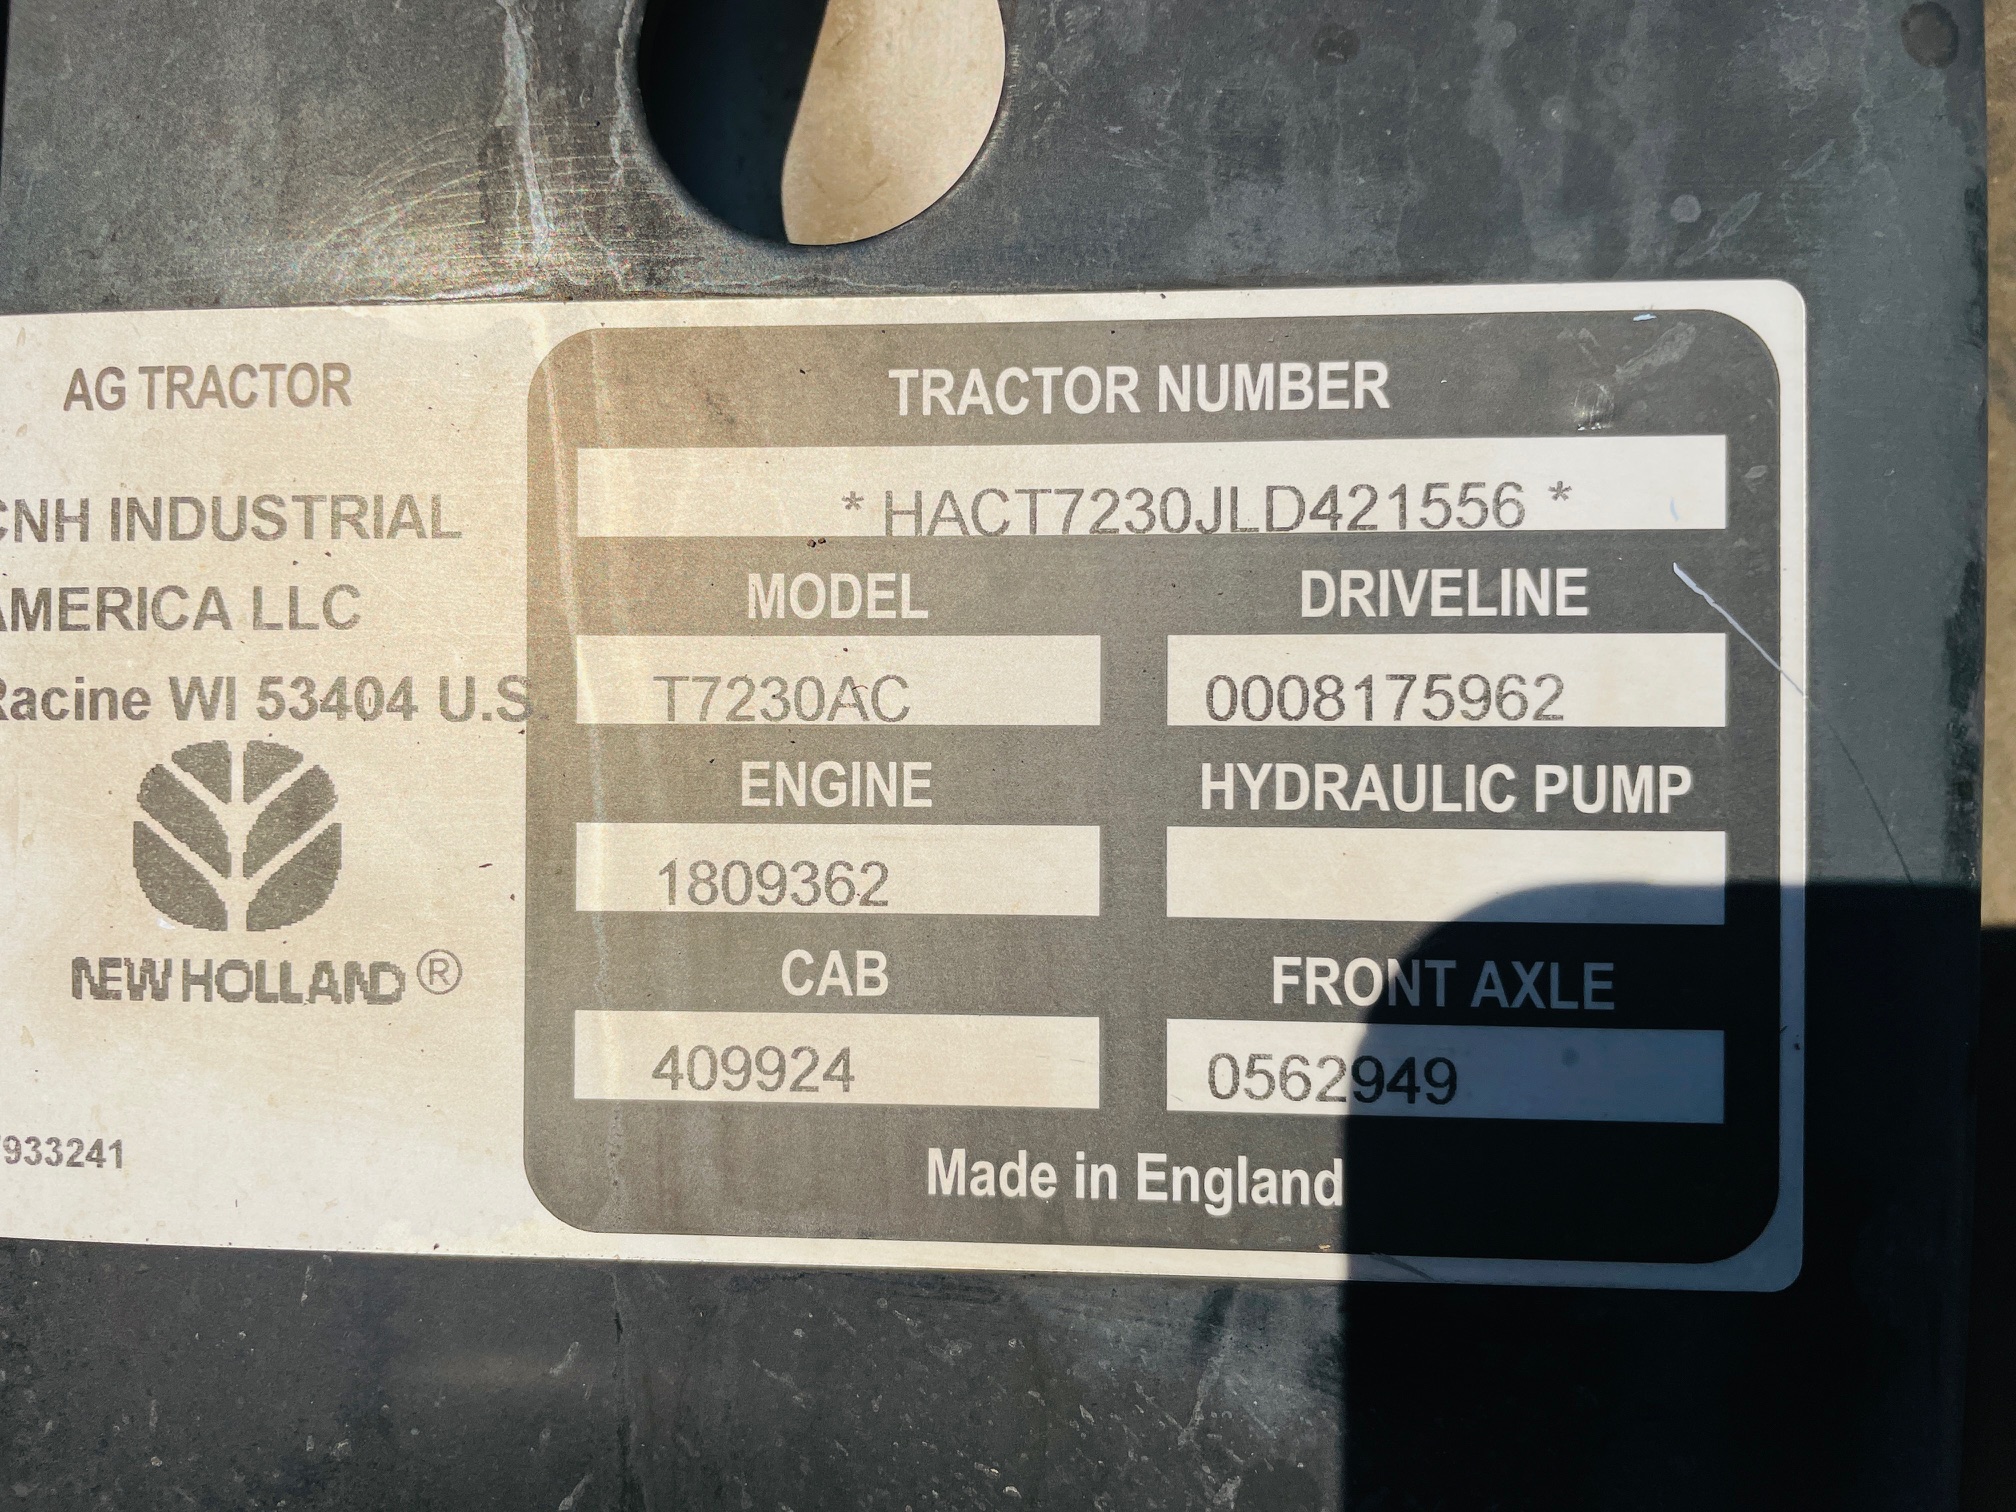 AG TRACTOR
CNH INDUSTRIAL
AMERICA LLC
Racine WI 53404 U.S.
NEW HOLLAND®
933241
TRACTOR NUMBER
* HACT7230JLD421556 *
MODEL DRIVELINE
T7230AC 0008175962
ENGINE HYDRAULIC PUMP
1809362
CAB FRONT AXLE
409924 0562949
Made in England